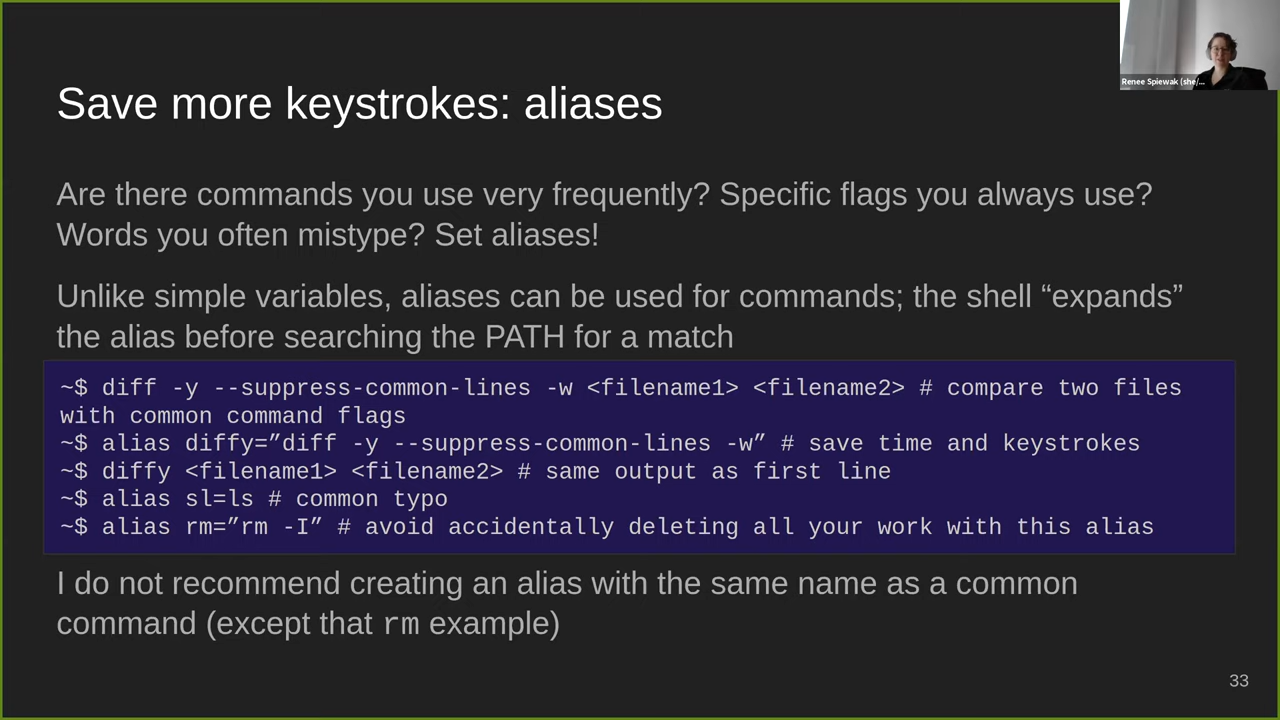 Renee Spiewak (she/...
Save more keystrokes: aliases
Are there commands you use very frequently? Specific flags you always use?
Words you often mistype? Set aliases!
Unlike simple variables, aliases can be used for commands; the shell “expands”
the alias before searching the PATH for a match
~$ diff -y --suppress-common-lines -w <filename1> <filename2> # compare two files
with common command flags
~$ alias diffy=”diff -y --suppress-common-lines -w” # save time and keystrokes
~$ diffy <filename1> <filename2> # same output as first line
~$ alias sl=ls # common typo
~$ alias rm=”rm -I” # avoid accidentally deleting all your work with this alias
I do not recommend creating an alias with the same name as a common
command (except that rm example)
33